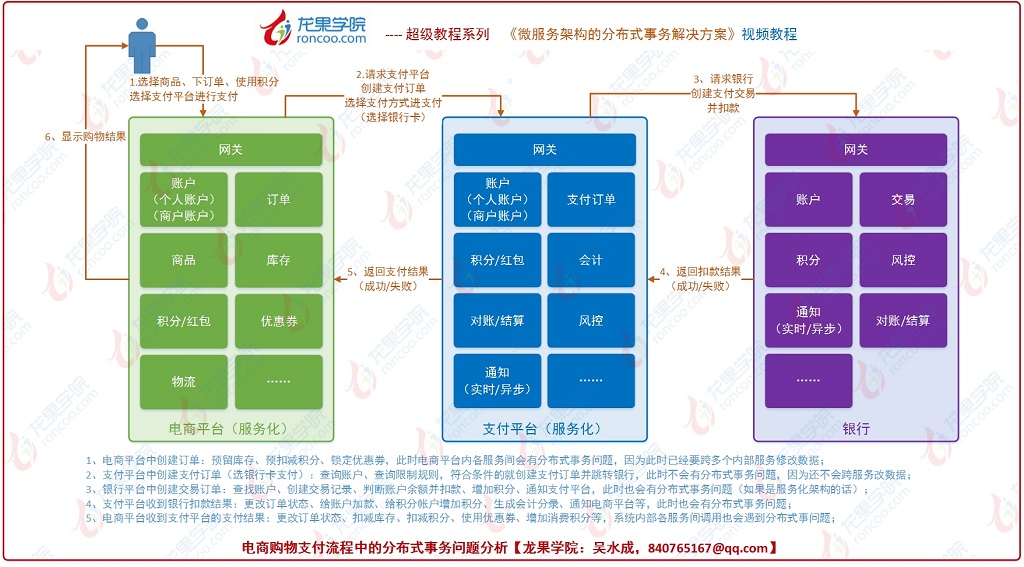 龙果学院
roncoo.com
---- 超级教程系列 《微服务架构的分布式事务解决方案》视频教程
1.选择商品、下订单、使用积分
选择支付平台进行支付
2.请求支付平台
创建支付订单
选择支付方式进支付
（选择银行卡）
3、请求银行
创建支付交易
并扣款
6、显示购物结果
网关
账户
（个人账户）
（商户账户）
订单
商品
库存
积分/红包
优惠券
物流
......
电商平台（服务化）
5、返回支付结果
（成功/失败）
网关
账户
（个人账户）
（商户账户）
支付订单
积分/红包
会计
对账/结算
风控
通知
（实时/异步）
......
支付平台（服务化）
4、返回扣款结果
（成功/失败）
网关
账户
交易
积分
风控
通知
（实时/异步）
对账/结算
......
银行
1、电商平台中创建订单：预留库存、预扣减积分、锁定优惠券，此时电商平台内各服务间会有分布式事务问题，因为此时已经要跨多个内部服务修改数据；
2、支付平台中创建支付订单（选银行卡支付）：查询账户、查询限制规则，符合条件的就创建支付订单并跳转银行，此时不会有分布式事务问题，因为还不会跨服务改数据；
3、银行平台中创建交易订单：查找账户、创建交易记录、判断账户余额并扣款、增加积分、通知支付平台，此时也会有分布式事务问题（如果是服务化架构的话）；
4、支付平台收到银行扣款结果：更改订单状态、给账户加款、给积分帐户增加积分、生成会计分录、通知电商平台等，此时也会有分布式事务问题；
5、电商平台收到支付平台的支付结果：更改订单状态、扣减库存、扣减积分、使用优惠券、增加消费积分等，系统内部各服务间调用也会遇到分布式事问题；
电商购物支付流程中的分布式事务问题分析【龙果学院：吴水成，840765167@qq.com】